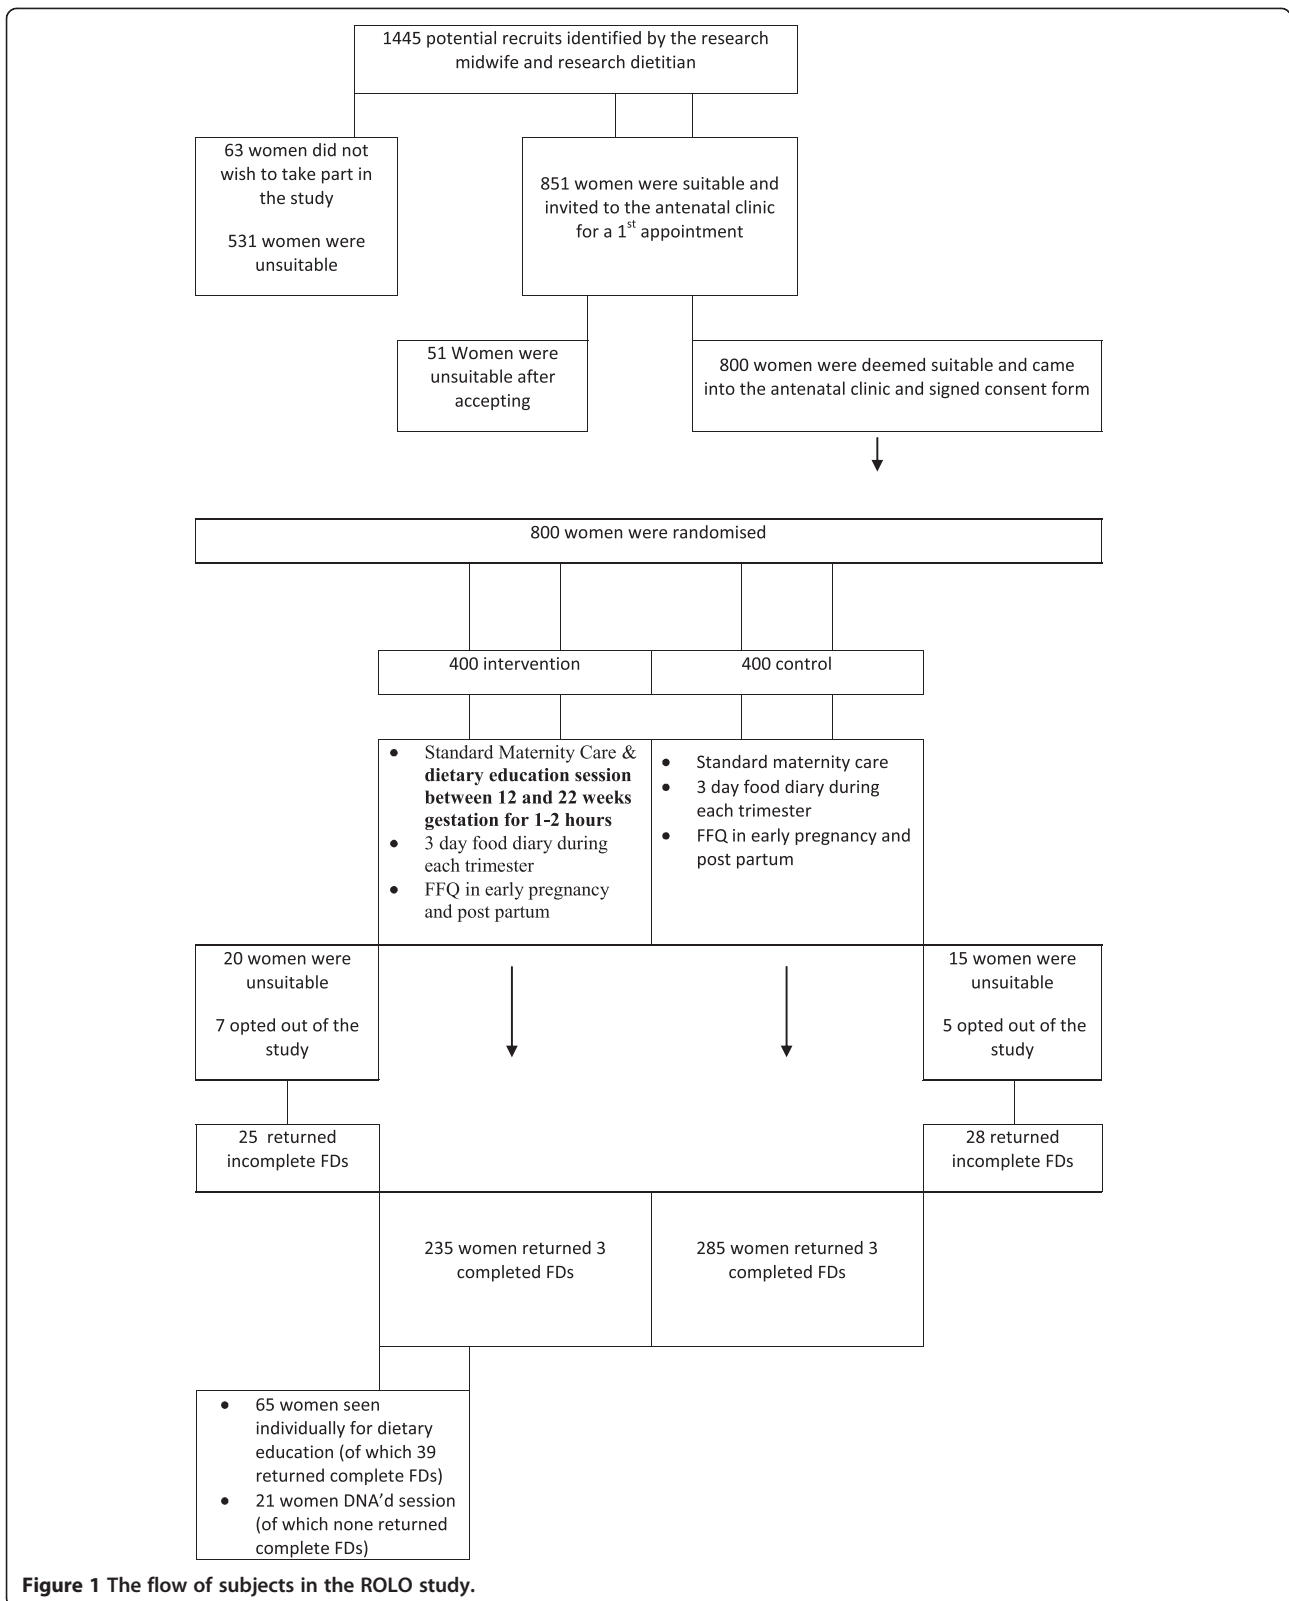 1445 potential recruits identified by the research
midwife and research dietitian
63 women did not
wish to take part in
the study
531 women were
unsuitable
851 women were suitable and
invited to the antenatal clinic
for a 1st appointment
51 Women were
unsuitable after
accepting
800 women were deemed suitable and came
into the antenatal clinic and signed consent form
800 women were randomised
400 intervention
400 control
● Standard Maternity Care &
dietary education session
between 12 and 22 weeks
gestation for 1-2 hours
● 3 day food diary during
each trimester
● FFQ in early pregnancy
and post partum
● Standard maternity care
● 3 day food diary during
each trimester
● FFQ in early pregnancy and
post partum
20 women were
unsuitable
7 opted out of the
study
15 women were
unsuitable
5 opted out of the
study
25 returned
incomplete FDs
28 returned
incomplete FDs
235 women returned 3
completed FDs
285 women returned 3
completed FDs
● 65 women seen
individually for dietary
education (of which 39
returned complete FDs)
● 21 women DNA’d session
(of which none returned
complete FDs)
Figure 1 The flow of subjects in the ROLO study.